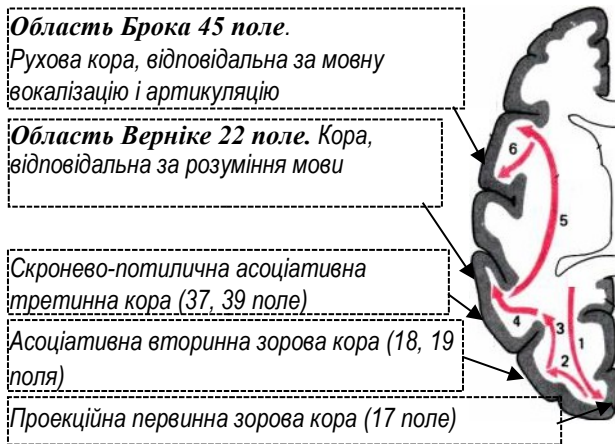 Область Брока 45 поле.
Рухова кора, відповідальна за мовну
вокалізацію і артикуляцію
Область Верніке 22 поле. Кора,
відповідальна за розуміння мови
Скронево-потилична асоціативна
третинна кора (37, 39 поле)
Асоціативна вторинна зорова кора (18, 19
поля)
Проекційна первинна зорова кора (17 поле)
6
5
4
3
1
2